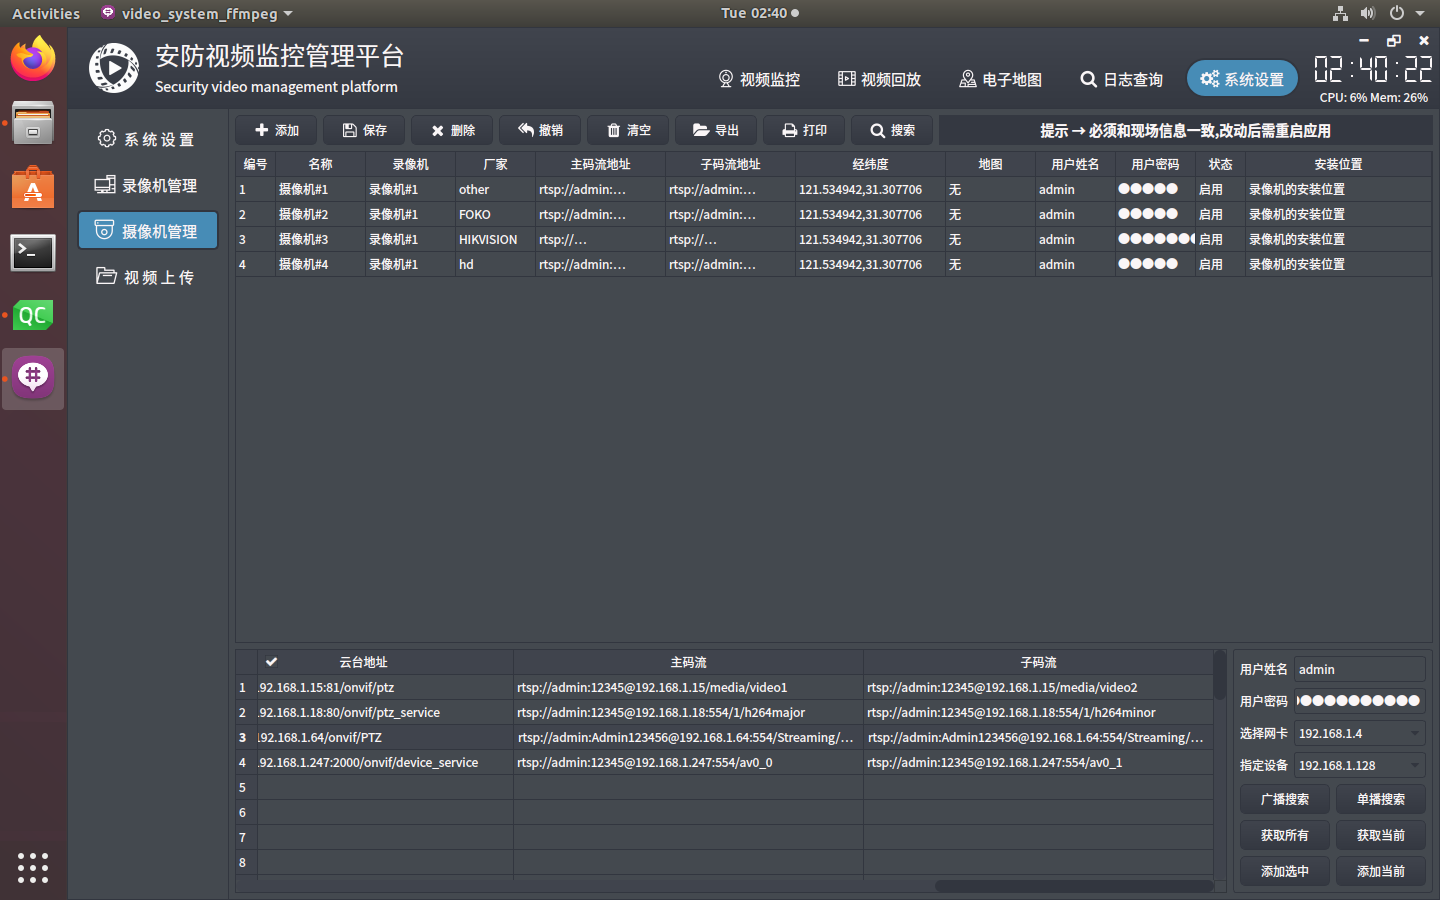 Activities video_system_ffmpeg Tue 02:40
安防视频监控管理平台
Security video management platform
视频监控 视频回放 电子地图 日志查询 系统设置
02:40:22
CPU: 6% Mem: 26%
系统设置
录像机管理
摄像机管理
视频上传
添加 保存 删除 撤销 清空 导出 打印 搜索 提示 → 必须和现场信息一致,改动后需重启应用
编号 名称 录像机 厂家 主码流地址 子码流地址 经纬度 地图 用户姓名 用户密码 状态 安装位置
1 摄像机#1 录像机#1 other rtsp://admin:... rtsp://admin:... 121.534942,31.307706 无 admin ●●●●● 启用 录像机的安装位置
2 摄像机#2 录像机#1 FOKO rtsp://admin:... rtsp://admin:... 121.534942,31.307706 无 admin ●●●●● 启用 录像机的安装位置
3 摄像机#3 录像机#1 HIKVISION rtsp://... rtsp://... 121.534942,31.307706 无 admin ●●●●●●● 启用 录像机的安装位置
4 摄像机#4 录像机#1 hd rtsp://admin:... rtsp://admin:... 121.534942,31.307706 无 admin ●●●●● 启用 录像机的安装位置
云台地址 主码流 子码流
1 .92.168.1.15:81/onvif/ptz rtsp://admin:12345@192.168.1.15/media/video1 rtsp://admin:12345@192.168.1.15/media/video2
2 .92.168.1.18:80/onvif/ptz_service rtsp://admin:12345@192.168.1.18:554/1/h264major rtsp://admin:12345@192.168.1.18:554/1/h264minor
3 192.168.1.64/onvif/PTZ rtsp://admin:Admin123456@192.168.1.64:554/Streaming/... rtsp://admin:Admin123456@192.168.1.64:554/Streaming/...
4 .92.168.1.247:2000/onvif/device_service rtsp://admin:12345@192.168.1.247:554/av0_0 rtsp://admin:12345@192.168.1.247:554/av0_1
5
6
7
8
用户姓名 admin
用户密码 ●●●●●●●●●●●
选择网卡 192.168.1.4
指定设备 192.168.1.128
广播搜索 单播搜索
获取所有 获取当前
添加选中 添加当前
QC